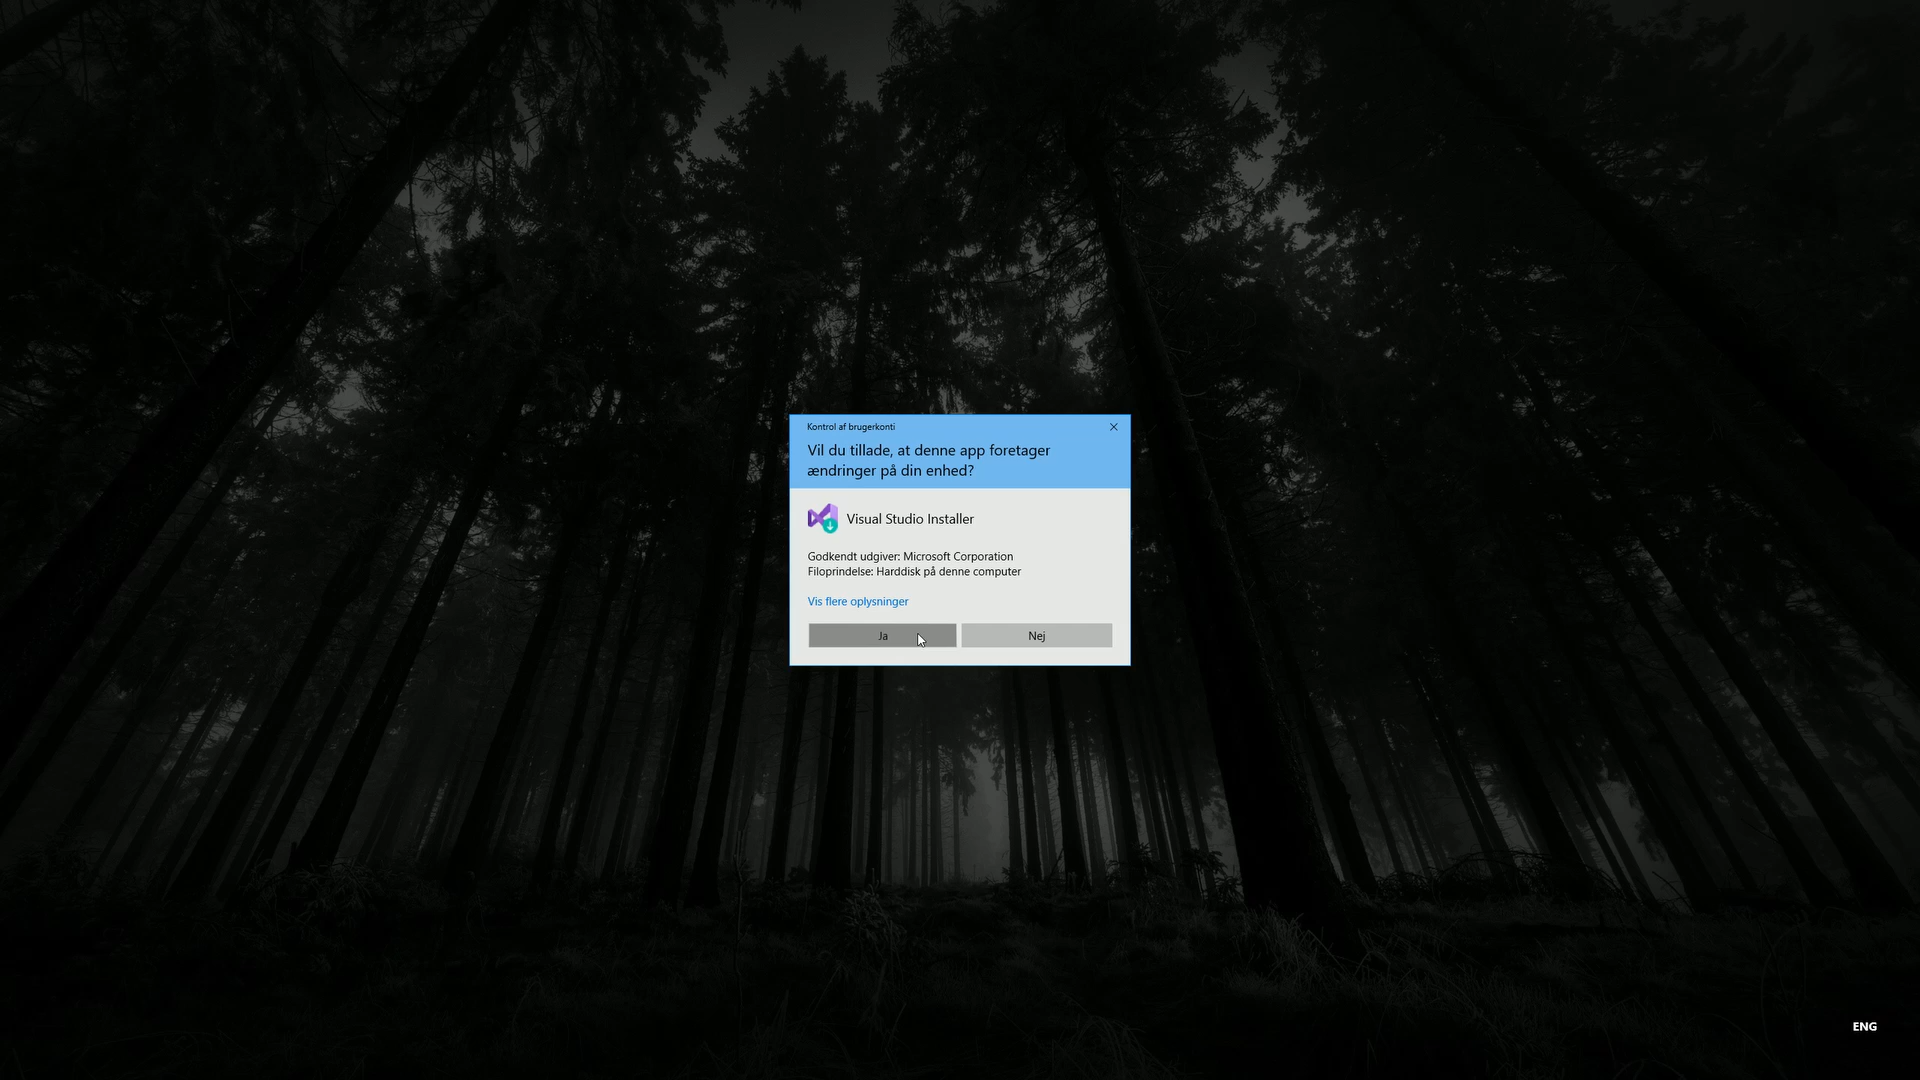 Kontrol af brugerkonti
Vil du tillade, at denne app foretager
ændringer på din enhed?
Visual Studio Installer
Godkendt udgiver: Microsoft Corporation
Filoprindelse: Harddisk på denne computer
Vis flere oplysninger
Ja
Nej
ENG